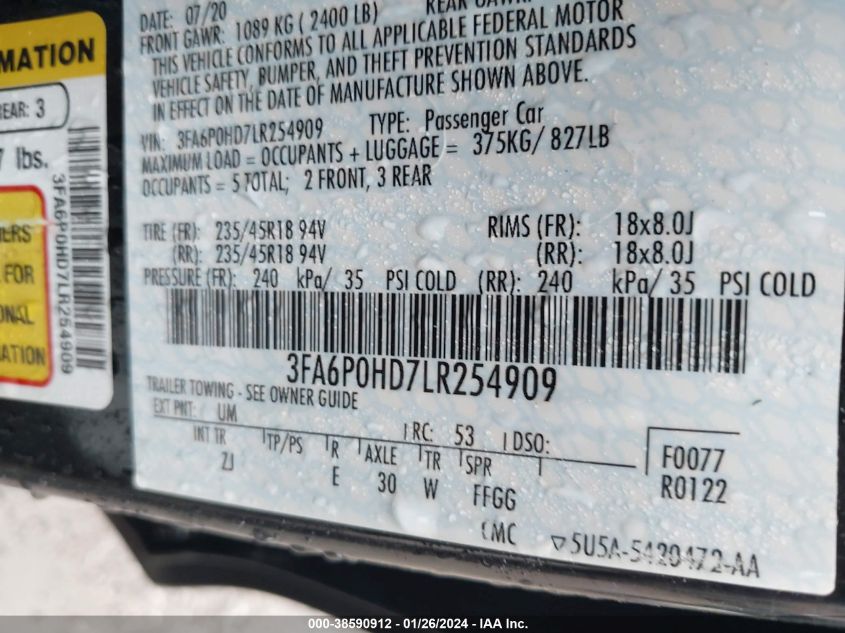 MATION
REAR: 3
7 lbs.
3FA6P0HD7LR254909
IERS
FOR
ONAL
MATION
DATE: 07/20
FRONT GAWR: 1089 KG ( 2400 LB) REAR GAWR:
THIS VEHICLE CONFORMS TO ALL APPLICABLE FEDERAL MOTOR
VEHICLE SAFETY, BUMPER, AND THEFT PREVENTION STANDARDS
IN EFFECT ON THE DATE OF MANUFACTURE SHOWN ABOVE.
VIN: 3FA6P0HD7LR254909 TYPE: Passenger Car
MAXIMUM LOAD = OCCUPANTS + LUGGAGE = 375KG/ 827LB
OCCUPANTS = 5 TOTAL; 2 FRONT, 3 REAR
TIRE (FR): 235/45R18 94V RIMS (FR): 18x8.0J
(RR): 235/45R18 94V (RR): 18x8.0J
PRESSURE (FR): 240 kPa/ 35 PSI COLD (RR): 240 kPa/ 35 PSI COLD
3FA6P0HD7LR254909
TRAILER TOWING - SEE OWNER GUIDE
EXT PNT: UM RC: 53 DSO:
INT TR TP/PS R AXLE TR SPR
ZJ E 30 W FFGG
F0077
R0122
CMC ▽5U5A-5420472-AA
000-38590912 / 01/26/2024 - IAA Inc.